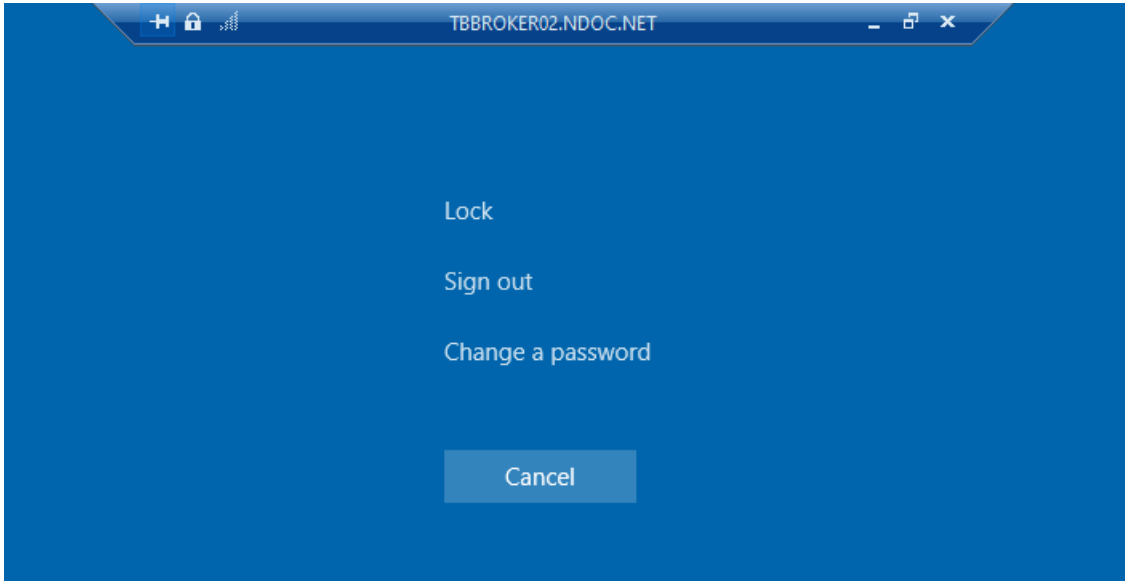 TBBROKER02.NDOC.NET
Lock
Sign out
Change a password
Cancel